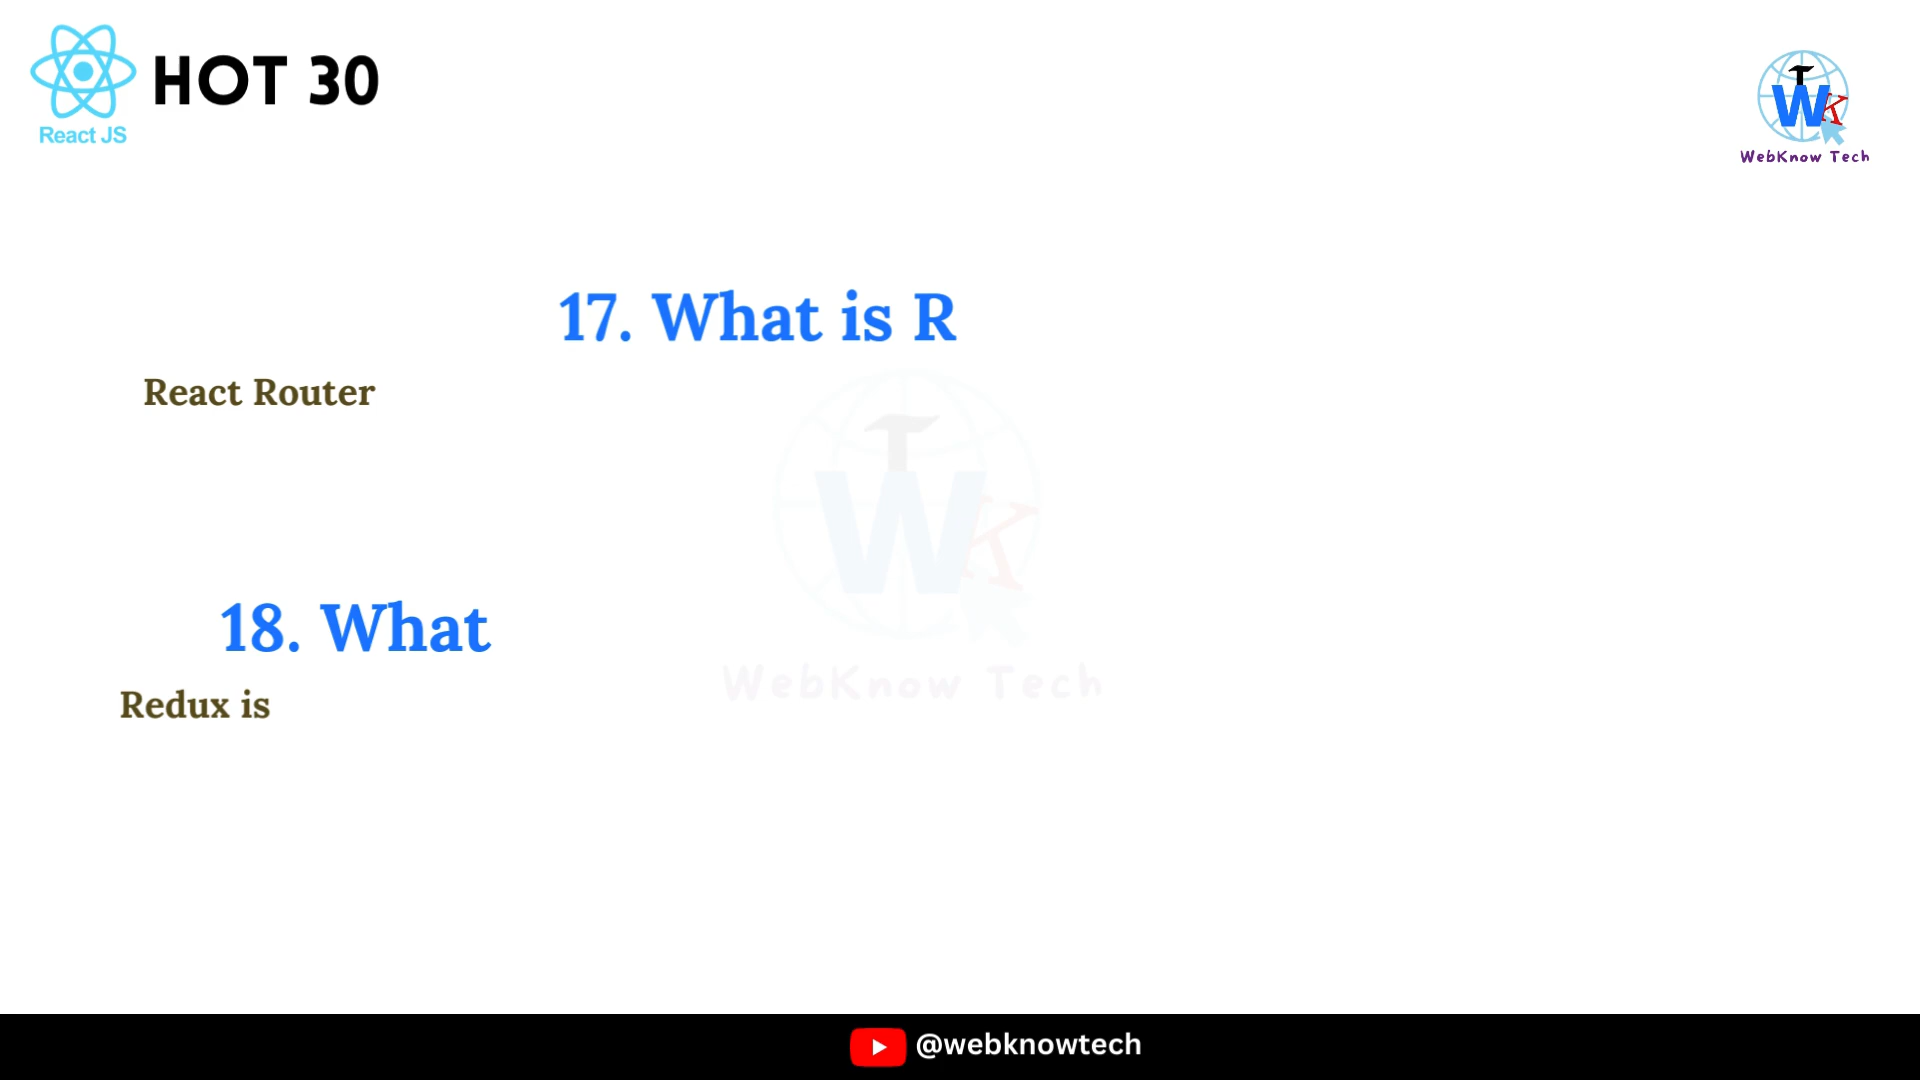 HOT 30
React JS
WebKnow Tech
17. What is R
React Router
18. What
Redux is
WebKnow Tech
@webknowtech